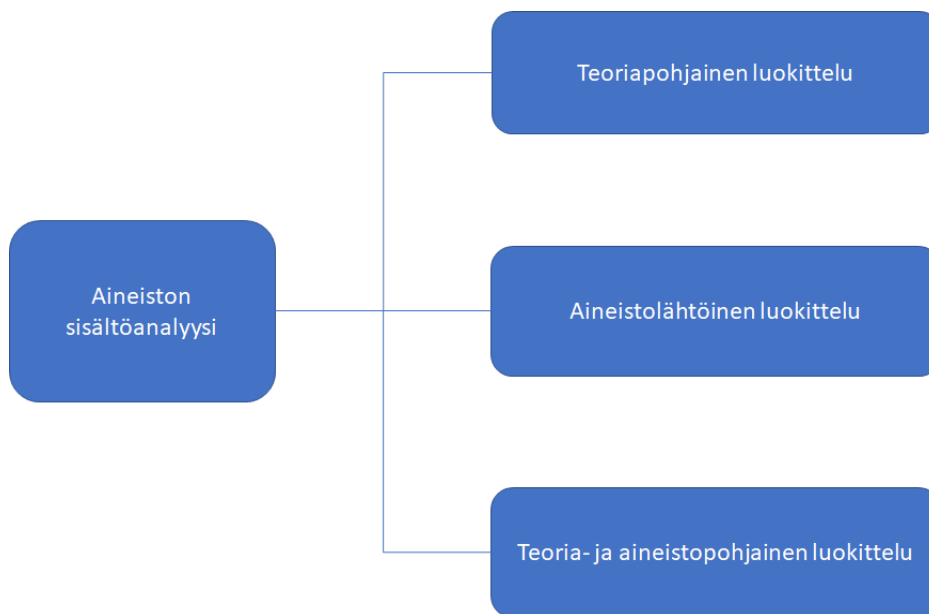 Teoriapohjainen luokittelu
Aineiston
sisältöanalyysi
Aineistolähtöinen luokittelu
Teoria- ja aineistopohjainen luokittelu